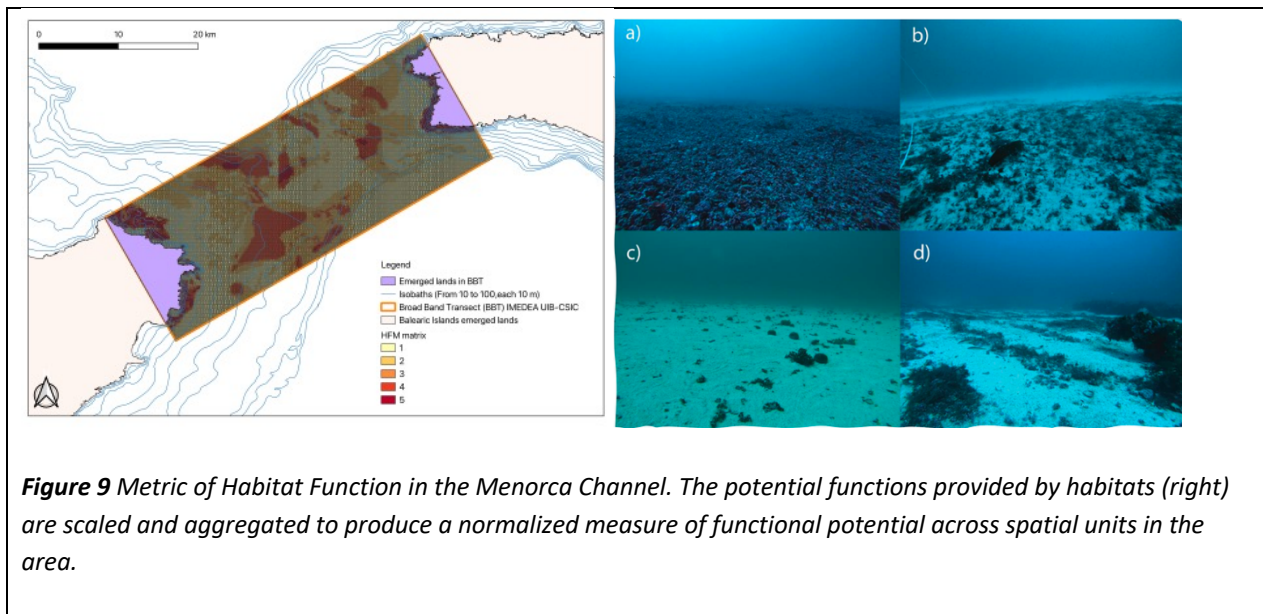 0 10 20 km
Legend
Emerged lands in BBT
Isobaths (From 10 to 100,each 10 m)
Broad Band Transect (BBT) IMEDEA UIB-CSIC
Balearic Islands emerged lands
HFM matrix
1
2
3
4
5
a)
b)
c)
d)
Figure 9 Metric of Habitat Function in the Menorca Channel. The potential functions provided by habitats (right)
are scaled and aggregated to produce a normalized measure of functional potential across spatial units in the
area.